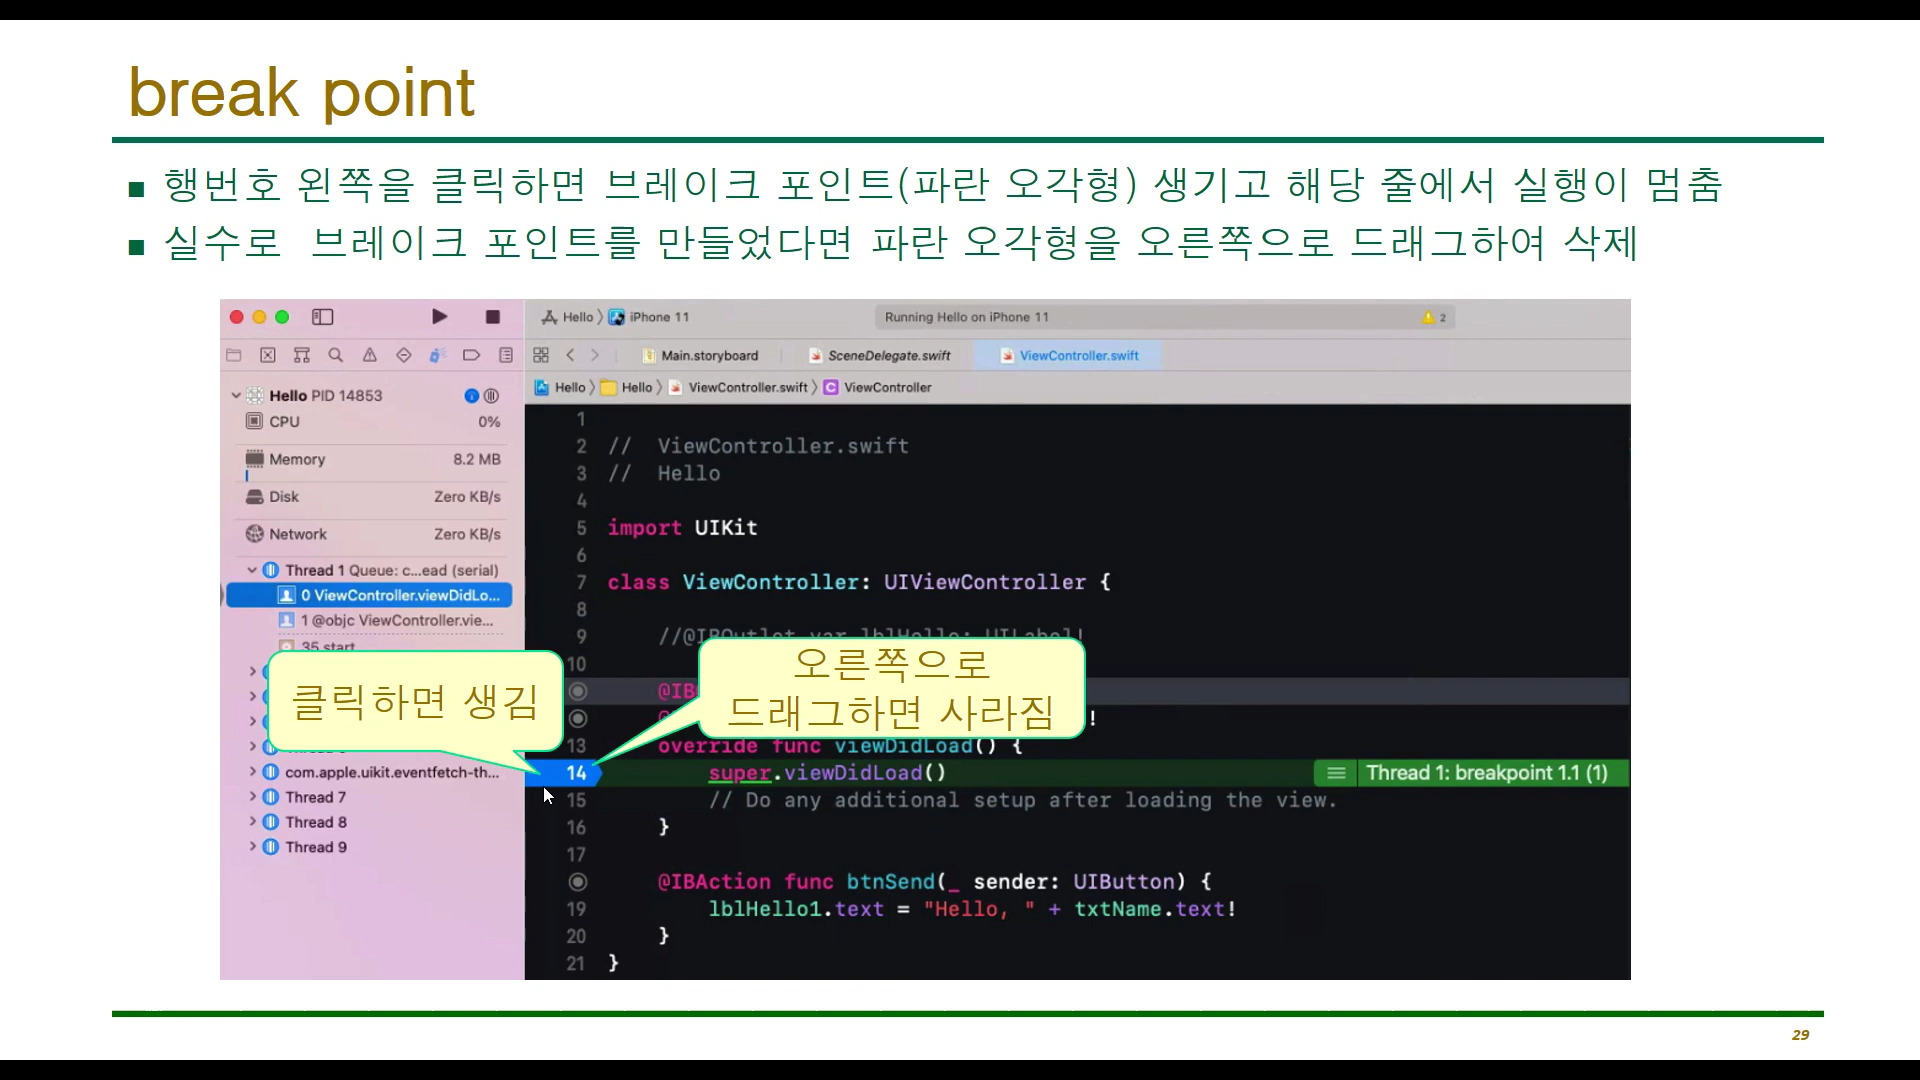 break point
행번호 왼쪽을 클릭하면 브레이크 포인트(파란 오각형) 생기고 해당 줄에서 실행이 멈춤
실수로 브레이크 포인트를 만들었다면 파란 오각형을 오른쪽으로 드래그하여 삭제
Hello iPhone 11 Running Hello on iPhone 11 2
Main.storyboard SceneDelegate.swift ViewController.swift
Hello Hello ViewController.swift C ViewController
Hello PID 14853
CPU 0%
Memory 8.2 MB
Disk Zero KB/s
Network Zero KB/s
Thread 1 Queue: c...ead (serial)
0 ViewController.viewDidLo...
1 @objc ViewController.vie...
35 start
com.apple.uikit.eventfetch-th...
Thread 7
Thread 8
Thread 9
1
2 // ViewController.swift
3 // Hello
4
5 import UIKit
6
7 class ViewController: UIViewController {
8
9 //@IBOutlet var lblHello: UILabel!
10
@IB
!
13 override func viewDidLoad() {
14 super.viewDidLoad() Thread 1: breakpoint 1.1 (1)
15 // Do any additional setup after loading the view.
16 }
17
@IBAction func btnSend(_ sender: UIButton) {
19 lblHello1.text = "Hello, " + txtName.text!
20 }
21 }
클릭하면 생김
오른쪽으로
드래그하면 사라짐
29